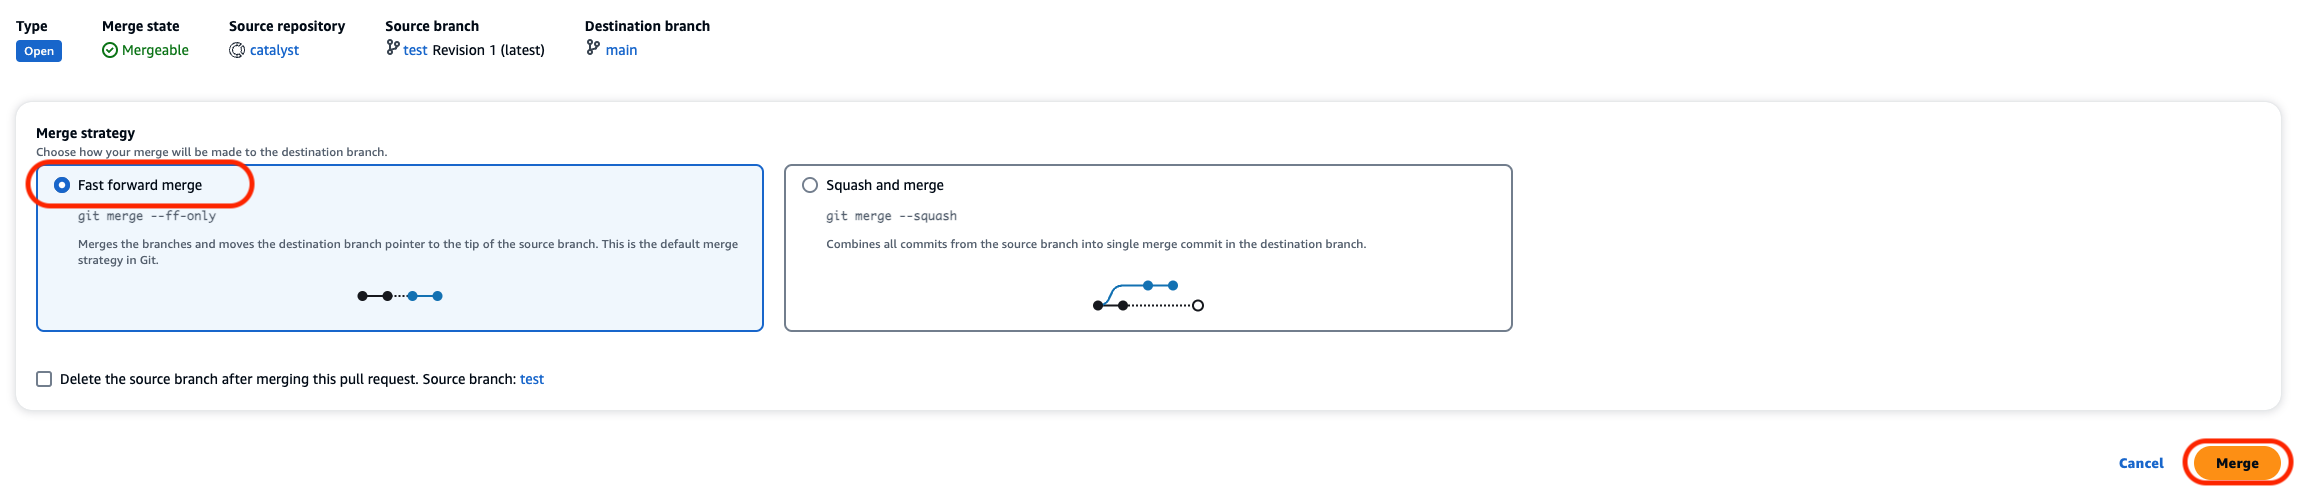 Type
Open
Merge state
Mergeable
Source repository
catalyst
Source branch
test Revision 1 (latest)
Destination branch
main
Merge strategy
Choose how your merge will be made to the destination branch.
Fast forward merge
git merge --ff-only
Merges the branches and moves the destination branch pointer to the tip of the source branch. This is the default merge
strategy in Git.
Squash and merge
git merge --squash
Combines all commits from the source branch into single merge commit in the destination branch.
Delete the source branch after merging this pull request. Source branch: test
Cancel
Merge